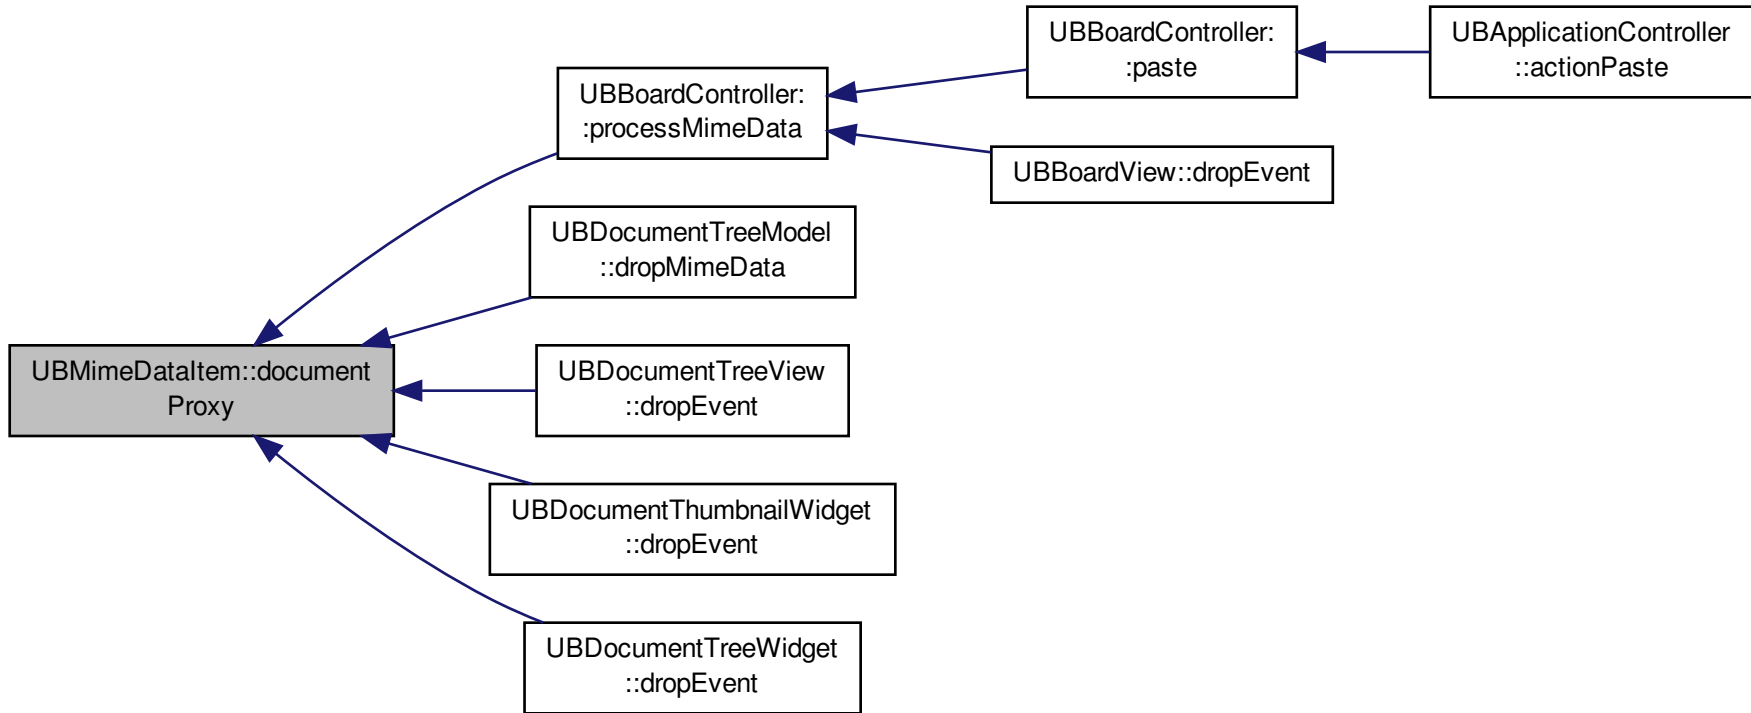 UBBoardController:
:paste
UBApplicationController
::actionPaste
UBBoardController:
:processMimeData
UBBoardView::dropEvent
UBDocumentTreeModel
::dropMimeData
UBMimeDataItem::document
Proxy
UBDocumentTreeView
::dropEvent
UBDocumentThumbnailWidget
::dropEvent
UBDocumentTreeWidget
::dropEvent